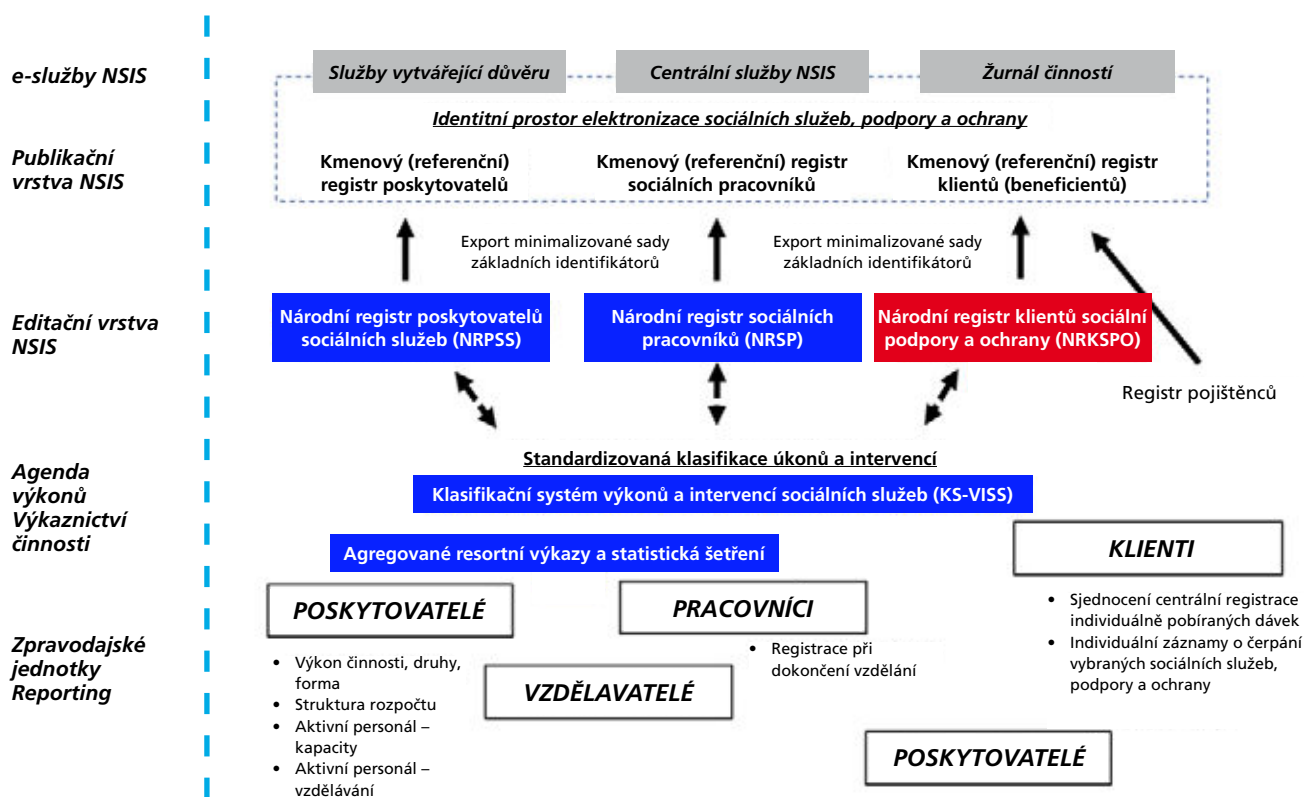 e-služby NSIS
Služby vytvářející důvěru
Centrální služby NSIS
Žurnál činností
Identitní prostor elektronizace sociálních služeb, podpory a ochrany
Publikační
vrstva NSIS
Kmenový (referenční)
registr poskytovatelů
Kmenový (referenční) registr
sociálních pracovníků
Kmenový (referenční) registr
klientů (beneficientů)
Export minimalizované sady
základních identifikátorů
Export minimalizované sady
základních identifikátorů
Editační vrstva
NSIS
Národní registr poskytovatelů
sociálních služeb (NRPSS)
Národní registr sociálních
pracovníků (NRSP)
Národní registr klientů sociální
podpory a ochrany (NRKSPO)
Registr pojištěnců
Agenda
výkonů
Výkaznictví
činnosti
Standardizovaná klasifikace úkonů a intervencí
Klasifikační systém výkonů a intervencí sociálních služeb (KS-VISS)
Agregované resortní výkazy a statistická šetření
KLIENTI
• Sjednocení centrální registrace
individuálně pobíraných dávek
• Individuální záznamy o čerpání
vybraných sociálních služeb,
podpory a ochrany
Zpravodajské
jednotky
Reporting
POSKYTOVATELÉ
• Výkon činnosti, druhy,
forma
• Struktura rozpočtu
• Aktivní personál –
kapacity
• Aktivní personál –
vzdělávání
PRACOVNÍCI
• Registrace při
dokončení vzdělání
VZDĚLAVATELÉ
POSKYTOVATELÉ